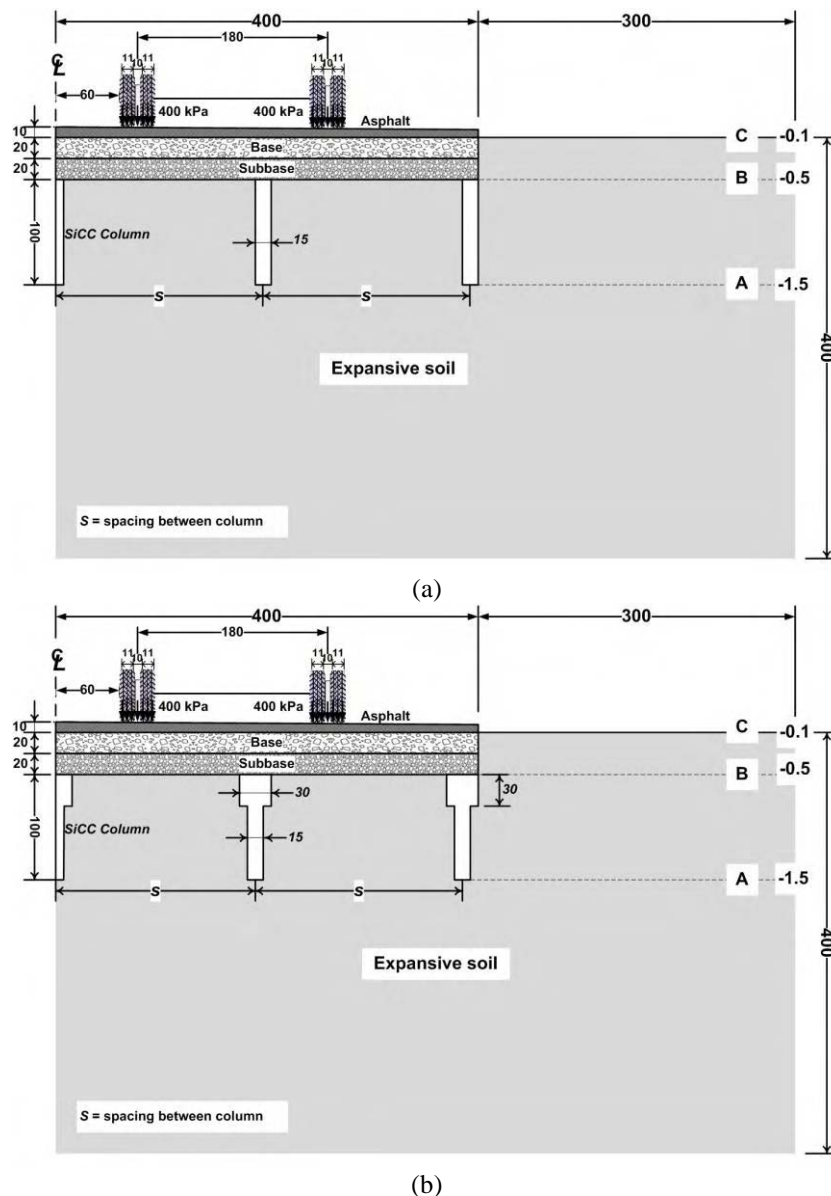 400
300
180
11 11
10
11 11
10
℄
60
400 kPa
400 kPa
Asphalt
10
20
20
Base
Subbase
C
-0.1
B
-0.5
100
SiCC Column
15
A
-1.5
S
S
400
Expansive soil
S = spacing between column
(a)
400
300
180
11 11
10
11 11
10
℄
60
400 kPa
400 kPa
Asphalt
10
20
20
Base
Subbase
C
-0.1
B
-0.5
30
30
100
SiCC Column
15
A
-1.5
S
S
400
Expansive soil
S = spacing between column
(b)